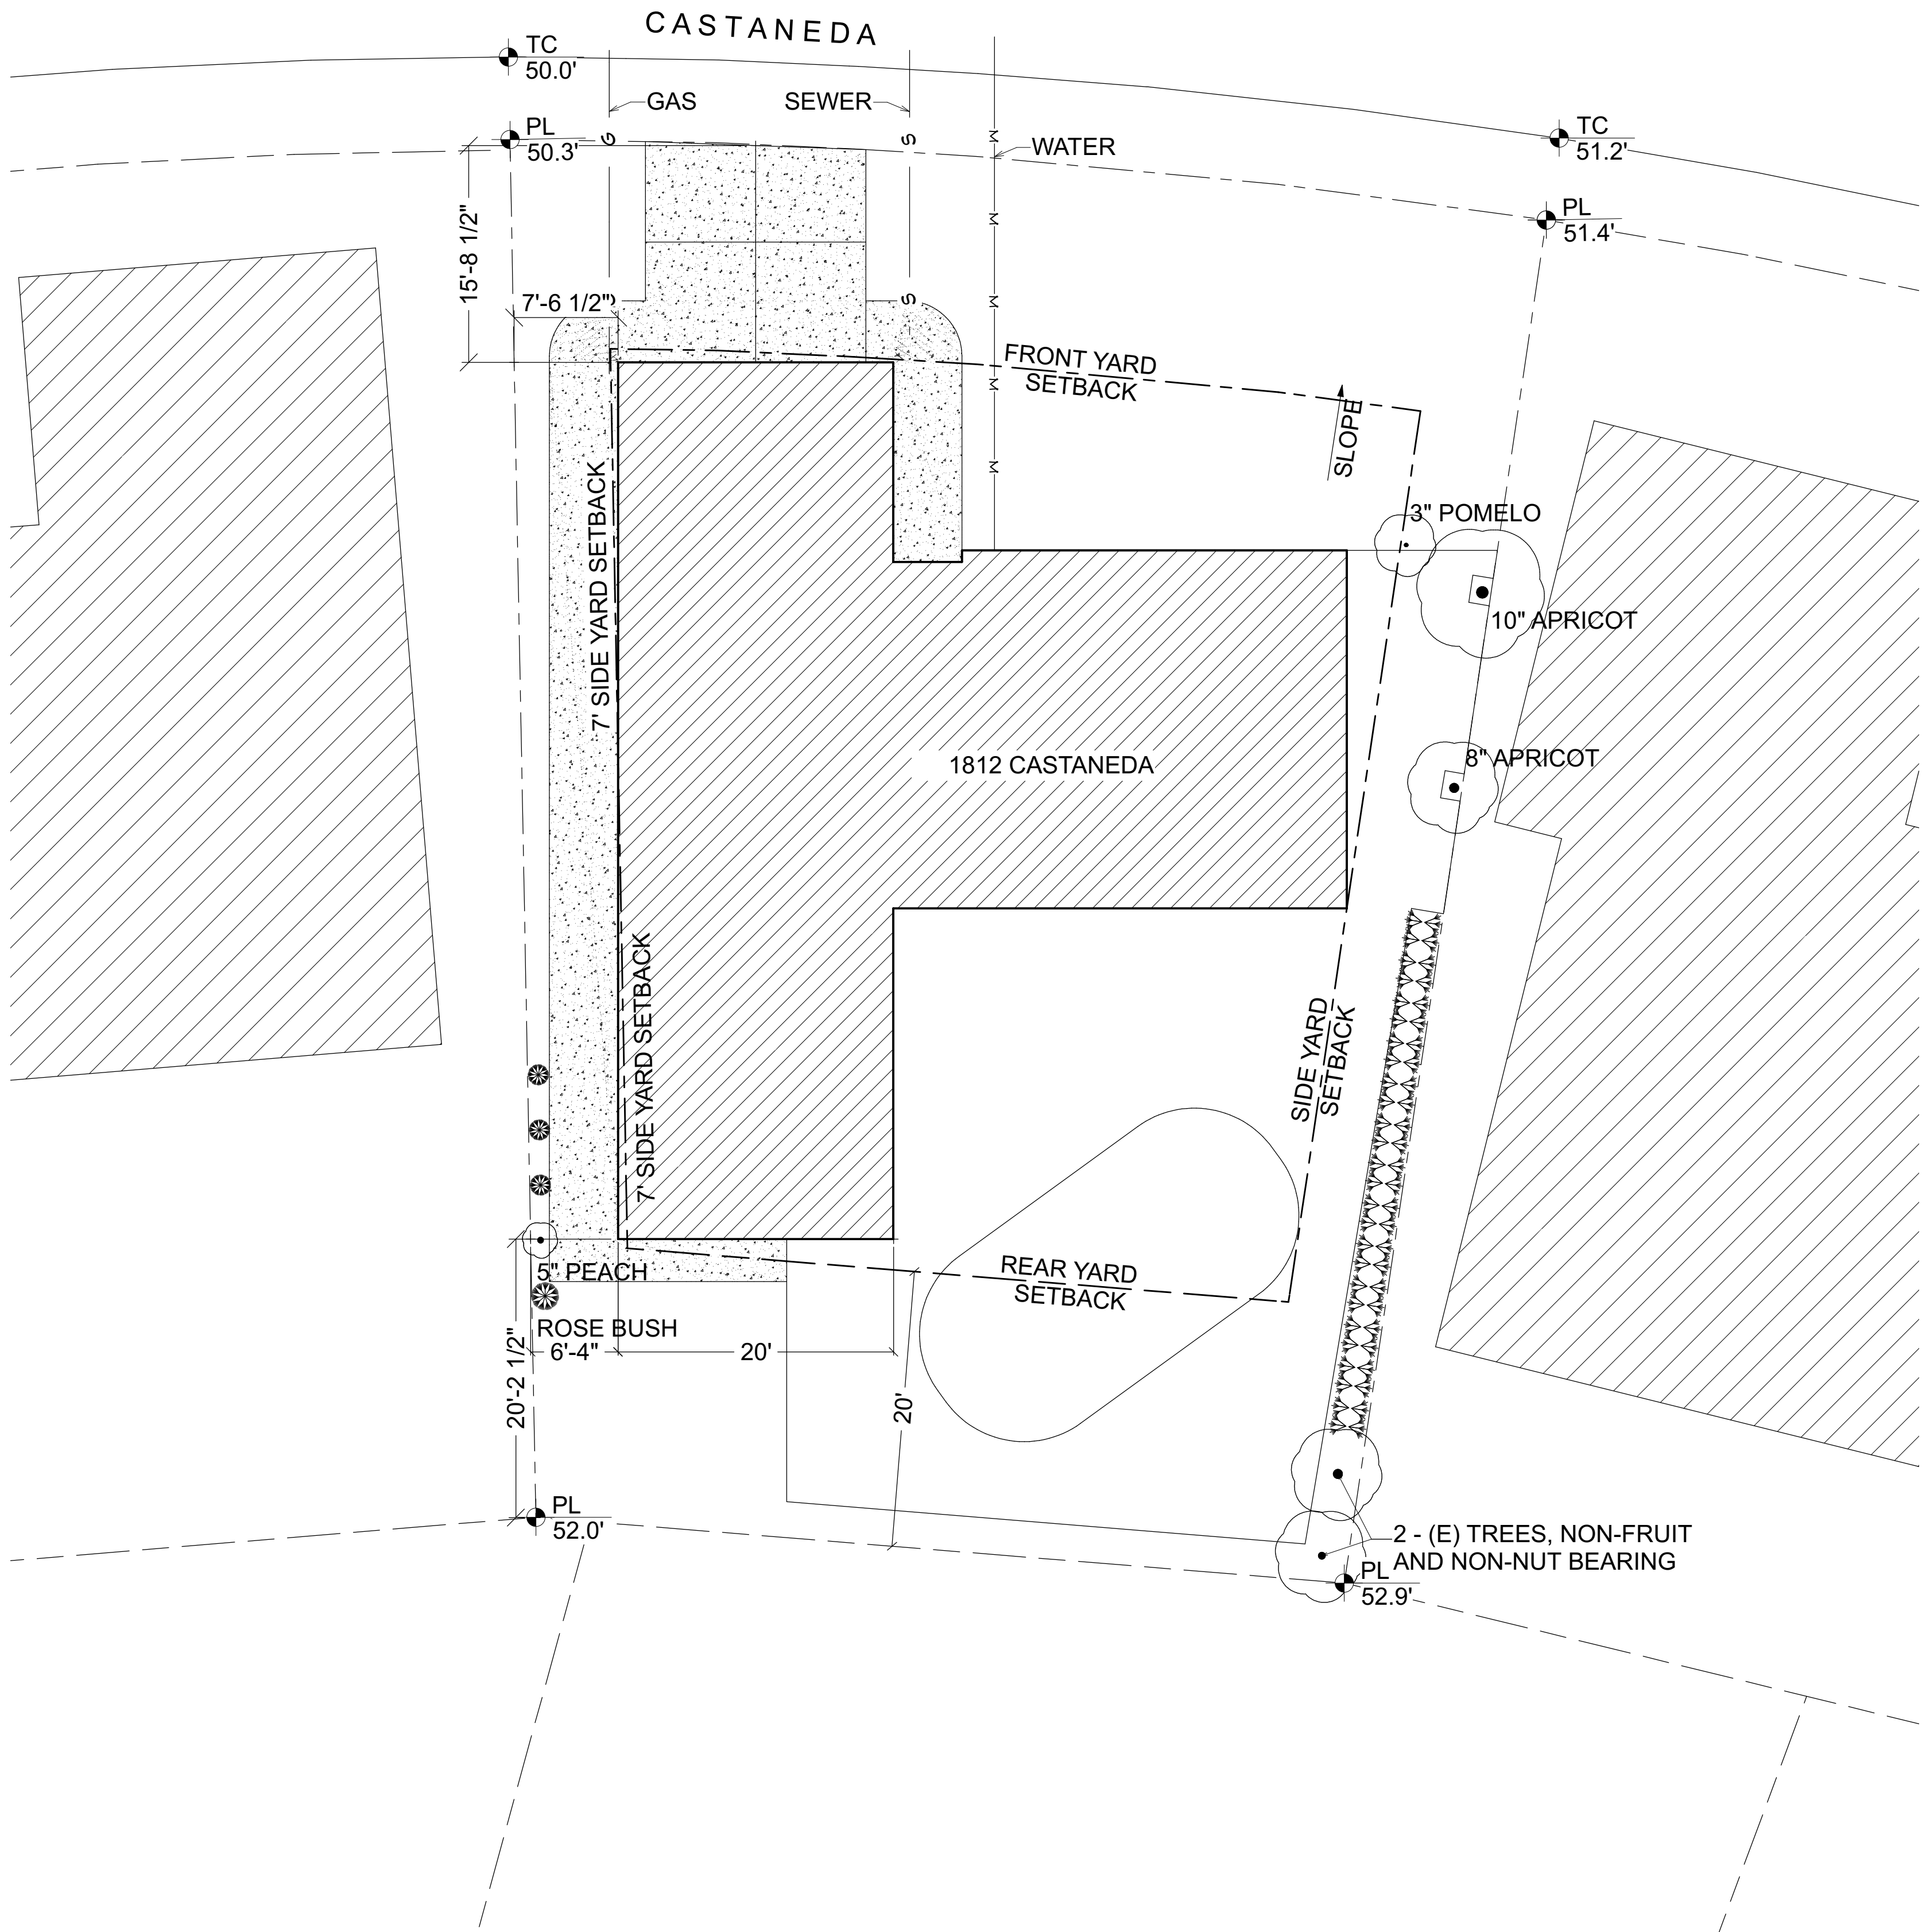 CASTANEDA
TC
50.0'
GAS
SEWER
PL
50.3'
G
S
M
WATER
TC
51.2'
PL
51.4'
15'-8 1/2"
M
7'-6 1/2"
S
M
FRONT YARD
SETBACK
M
SLOPE
M
7' SIDE YARD SETBACK
3" POMELO
10" APRICOT
8" APRICOT
1812 CASTANEDA
7' SIDE YARD SETBACK
SIDE YARD
SETBACK
5" PEACH
REAR YARD
SETBACK
ROSE BUSH
6'-4"
20'
20'-2 1/2"
20'
PL
52.0'
2 - (E) TREES, NON-FRUIT
AND NON-NUT BEARING
PL
52.9'